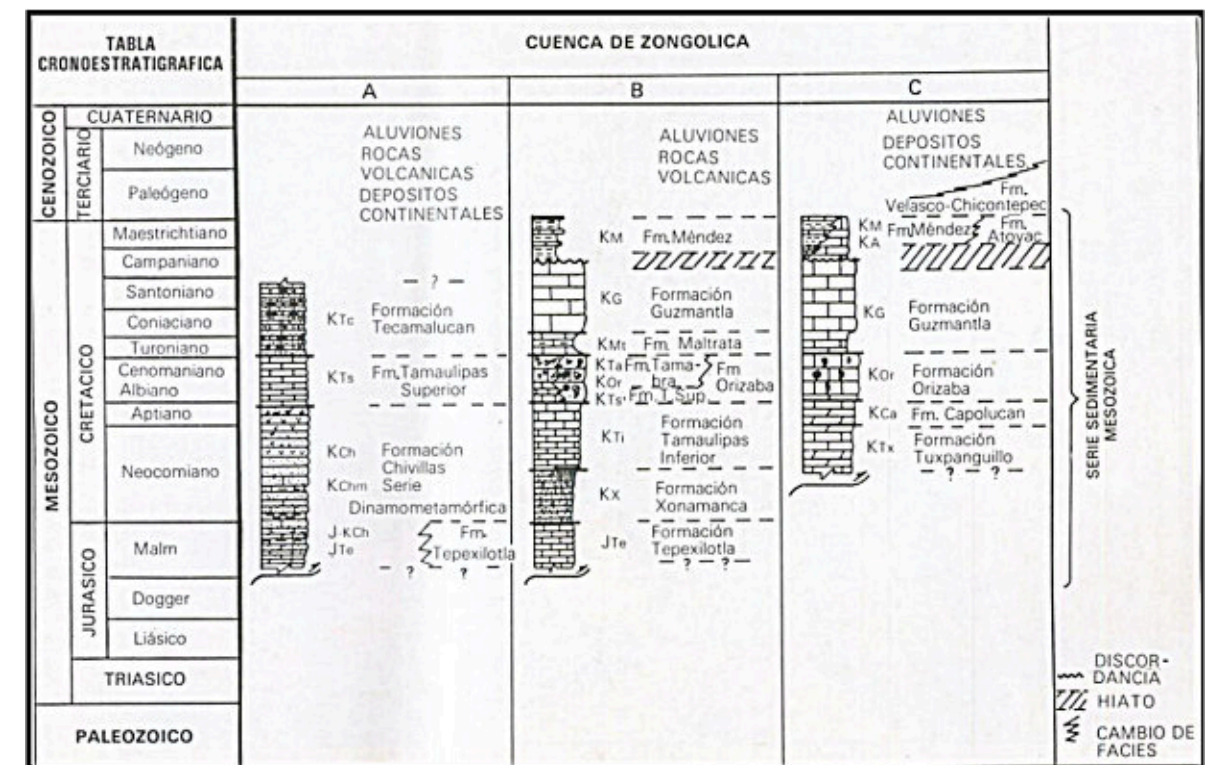 TABLA
CRONOESTRATIGRAFICA
CUENCA DE ZONGOLICA
A
B
C
CENOZOICO
CUATERNARIO
TERCIARIO
Neógeno
Paleógeno
MESOZOICO
CRETACICO
Maestrichtiano
Campaniano
Santoniano
Coniaciano
Turoniano
Cenomaniano
Albiano
Aptiano
Neocomiano
JURASICO
Malm
Dogger
Liásico
TRIASICO
PALEOZOICO
ALUVIONES
ROCAS
VOLCANICAS
DEPOSITOS
CONTINENTALES
— ? —
KTc Formación
Tecamalucan
KTs Fm.Tamaulipas
Superior
KCh Formación
Chivillas
KChm Serie
Dinamometamórfica
J-KCh Fm.
JTe Tepexilotla
— ? — ?
ALUVIONES
ROCAS
VOLCANICAS
KM Fm.Méndez
KG Formación
Guzmantla
KMt Fm. Maltrata
KTa Fm.Tama-
bra
KOr Fm
Orizaba
KTs' Fm. T. Sup.
KTi Formación
Tamaulipas
Inferior
Kx Formación
Xonamanca
JTe Formación
Tepexilotla
— ? — ? —
ALUVIONES
DEPOSITOS
CONTINENTALES
Fm.
Velasco-Chicontepec
KM Fm.Méndez Fm.
KA Atoyac
KG Formación
Guzmantla
KOr Formación
Orizaba
KCa Fm. Capolucan
KTx Formación
Tuxpanguillo
— ? — ? —
SERIE SEDIMENTARIA
MESOZOICA
DISCOR-
DANCIA
HIATO
CAMBIO DE
FACIES